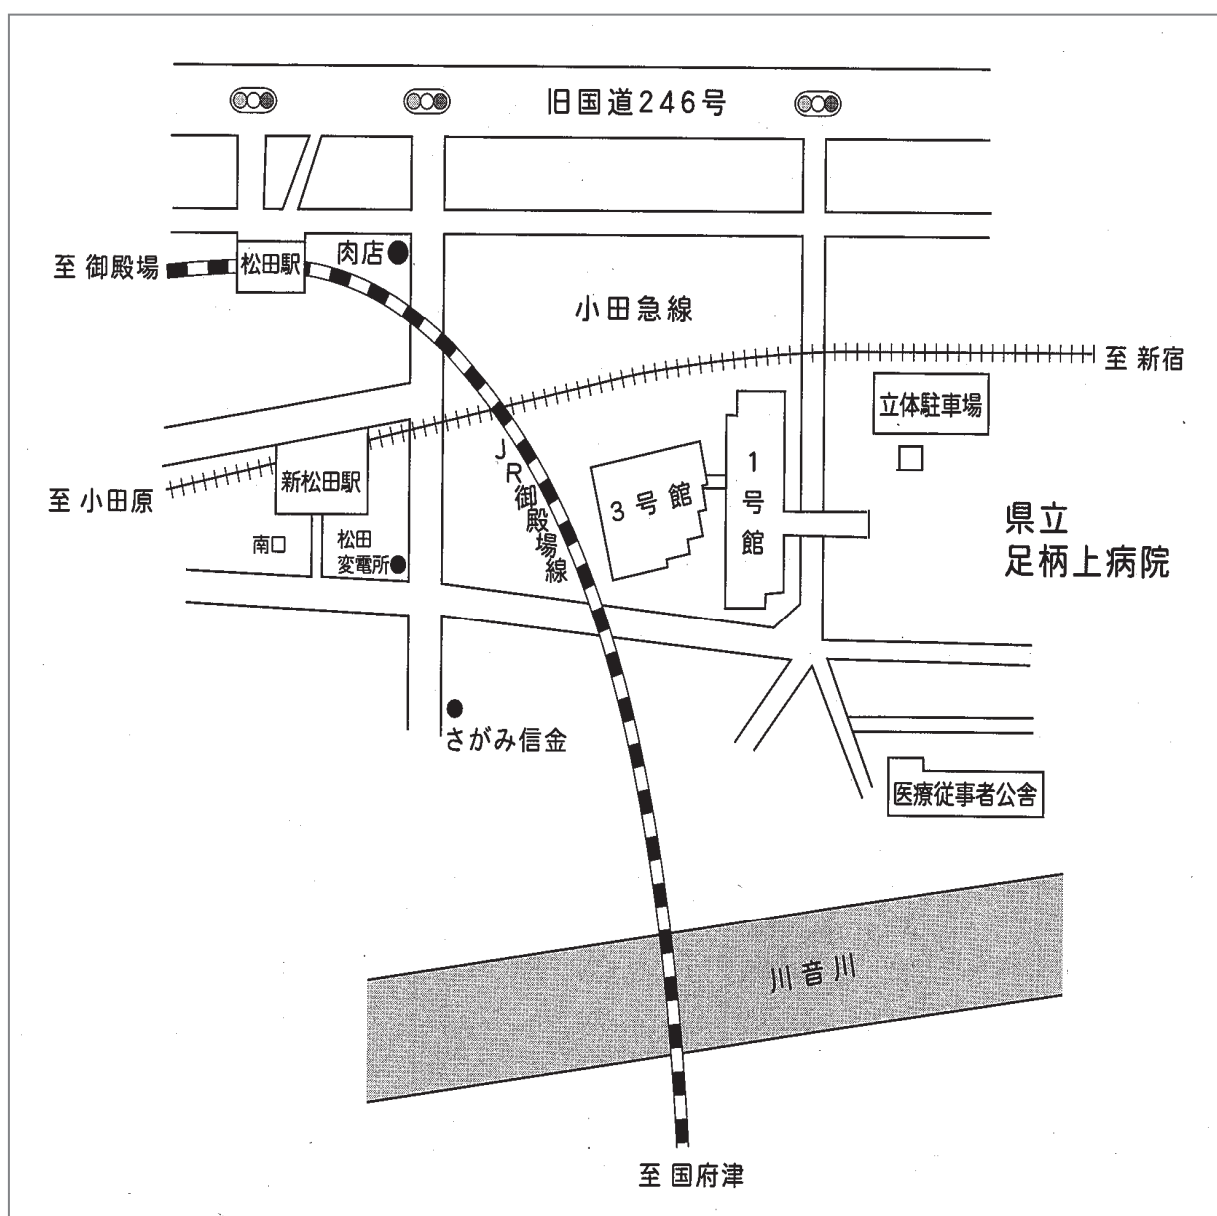 旧国道246号
肉店
至 御殿場
松田駅
小田急線
至 新宿
立体駐車場
JR御殿場線
1号館
3号館
新松田駅
至 小田原
県立
足柄上病院
南口
松田
変電所
さがみ信金
医療従事者公舎
川音川
至 国府津